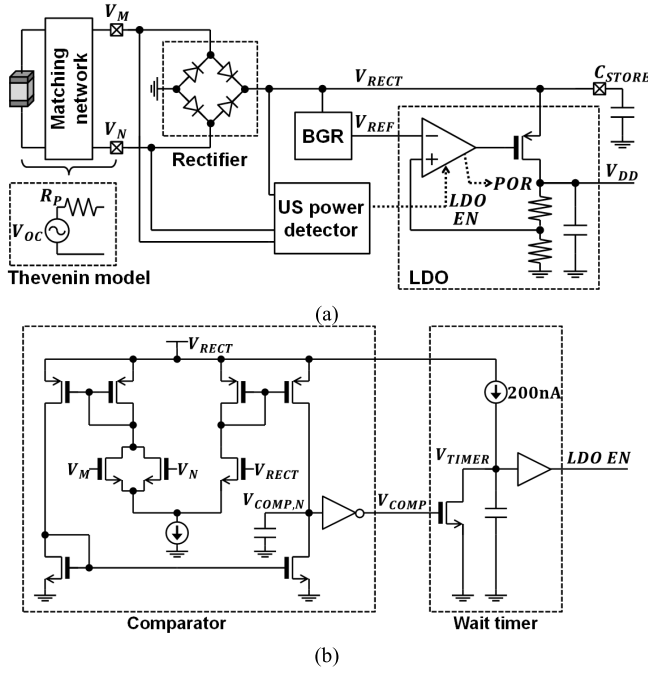 V_M
C_STORE
Matching network
V_RECT
V_REF
BGR
V_N
Rectifier
V_DD
POR
LDO EN
R_P
US power detector
V_OC
LDO
Thevenin model
(a)
V_RECT
200nA
V_M
V_N
V_RECT
V_TIMER
LDO EN
V_COMP,N
V_COMP
Comparator
Wait timer
(b)